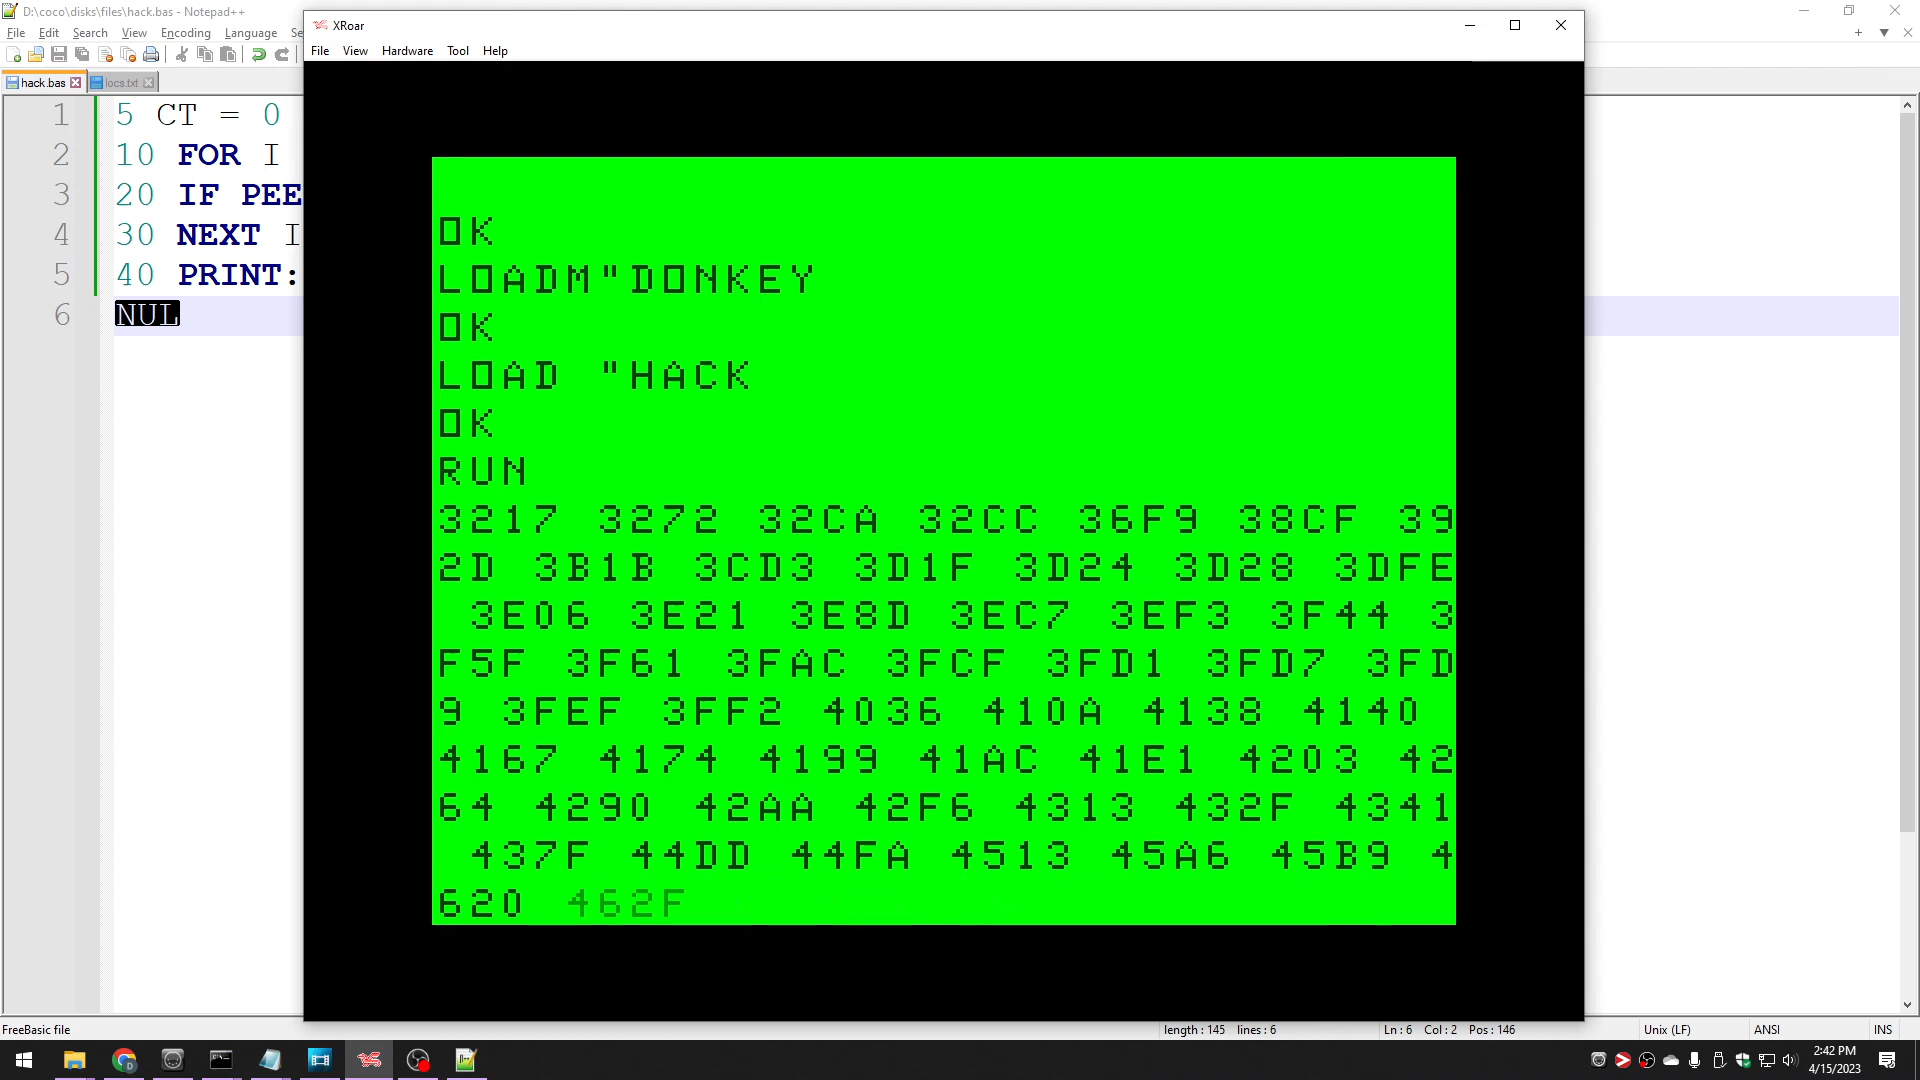 D:\coco\disks\files\hack.bas - Notepad++
File Edit Search View Encoding Language Se
hack.bas
locs.txt
1 5 CT = 0
2 10 FOR I
3 20 IF PEE
4 30 NEXT I
5 40 PRINT:
6 NUL
XRoar
File View Hardware Tool Help
OK
LOADM"DONKEY
OK
LOAD "HACK
OK
RUN
3217 3272 32CA 32CC 36F9 38CF 39
2D 3B1B 3CD3 3D1F 3D24 3D28 3DFE
3E06 3E21 3E8D 3EC7 3EF3 3F44 3
F5F 3F61 3FAC 3FCF 3FD1 3FD7 3FD
9 3FEF 3FF2 4036 410A 4138 4140
4167 4174 4199 41AC 41E1 4203 42
64 4290 42AA 42F6 4313 432F 4341
437F 44DD 44FA 4513 45A6 45B9 4
620 462F
FreeBasic file
length : 145 lines : 6
Ln : 6 Col : 2 Pos : 146
Unix (LF)
ANSI
INS
2:42 PM
4/15/2023